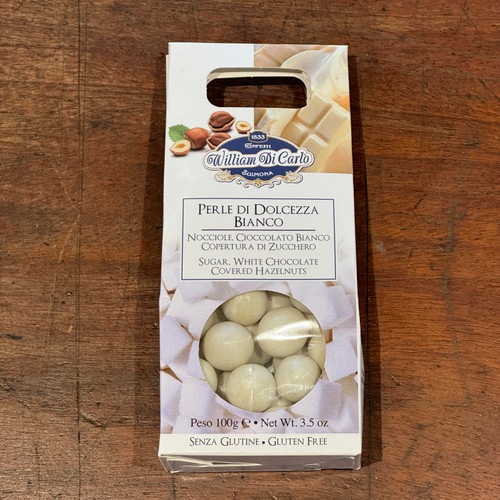 1833
Confetti
William Di Carlo
Sulmona
Perle di Dolcezza
Bianco
Nocciole, Cioccolato Bianco
Copertura di Zucchero
Sugar, White Chocolate
Covered Hazelnuts
Peso 100g ℮ • Net Wt. 3.5 oz
Senza Glutine • Gluten Free